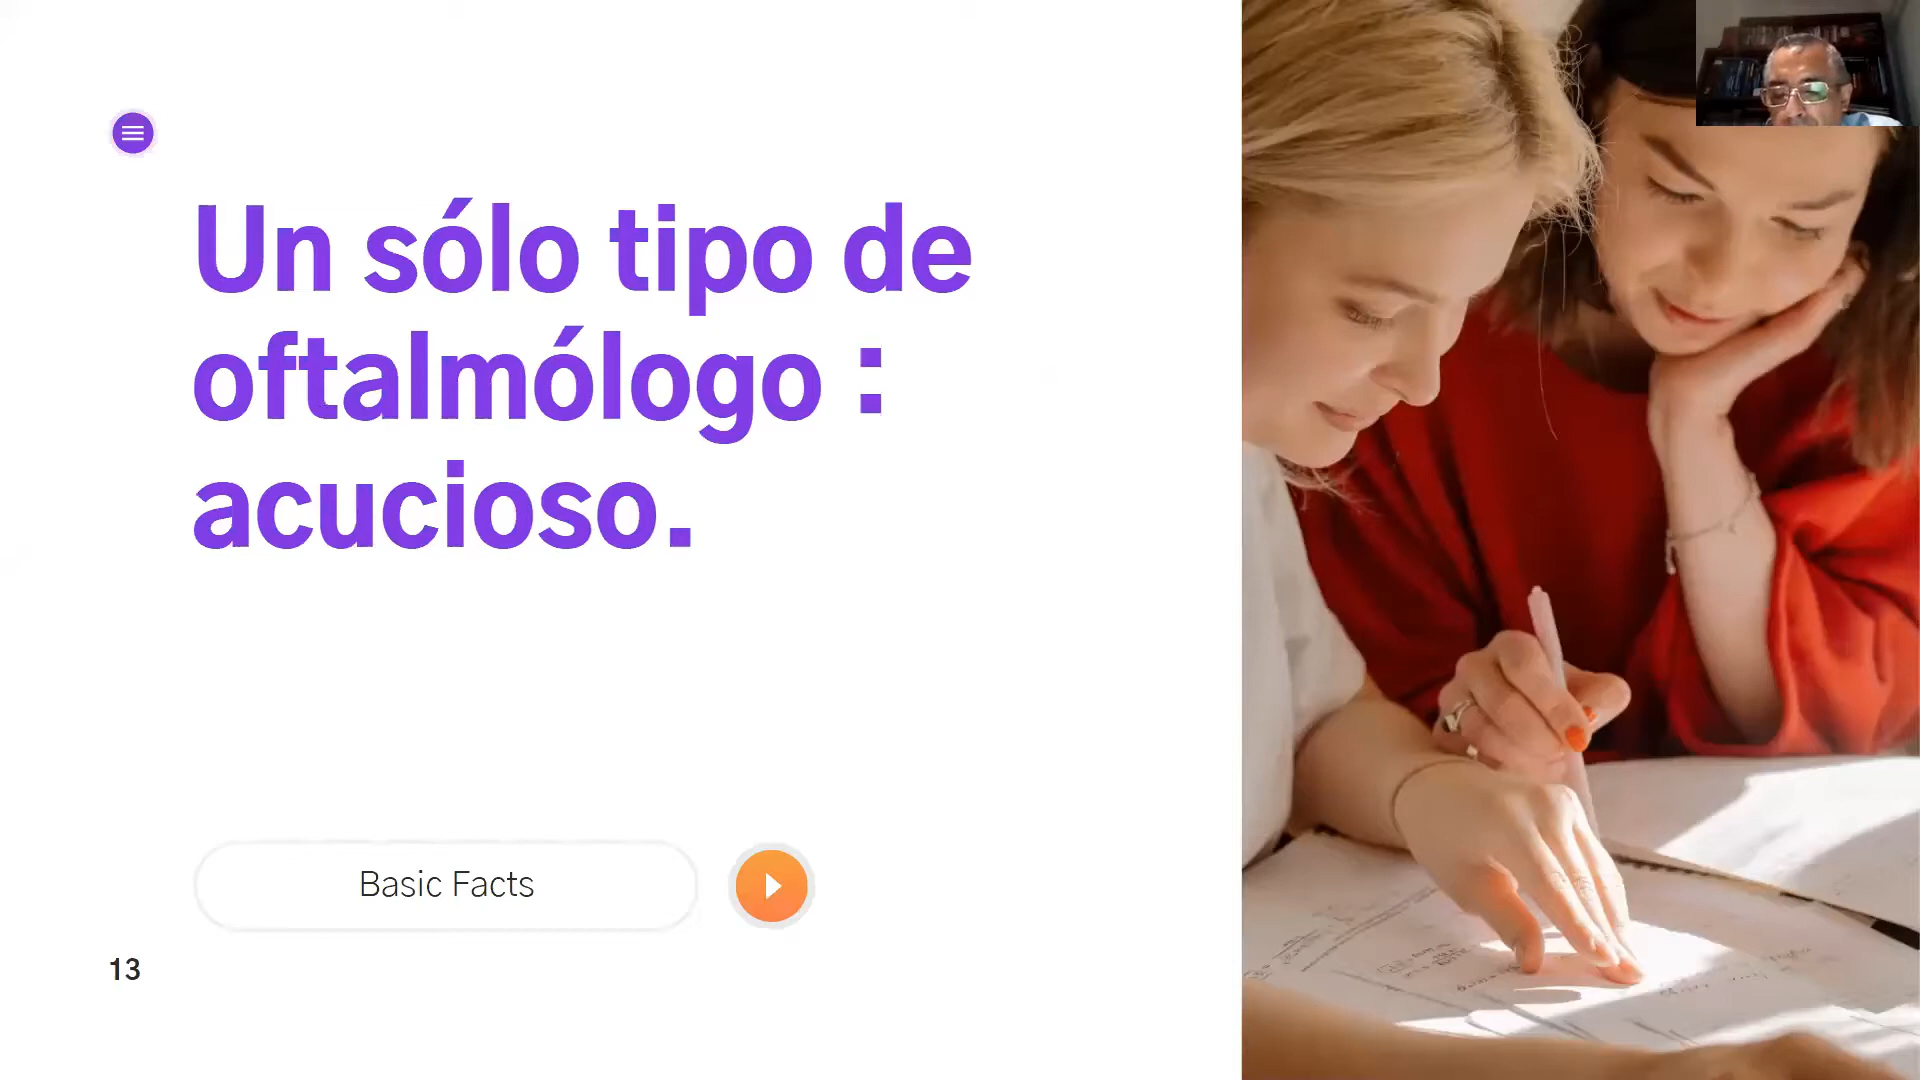 Un sólo tipo de
oftalmólogo :
acucioso.
Basic Facts
13